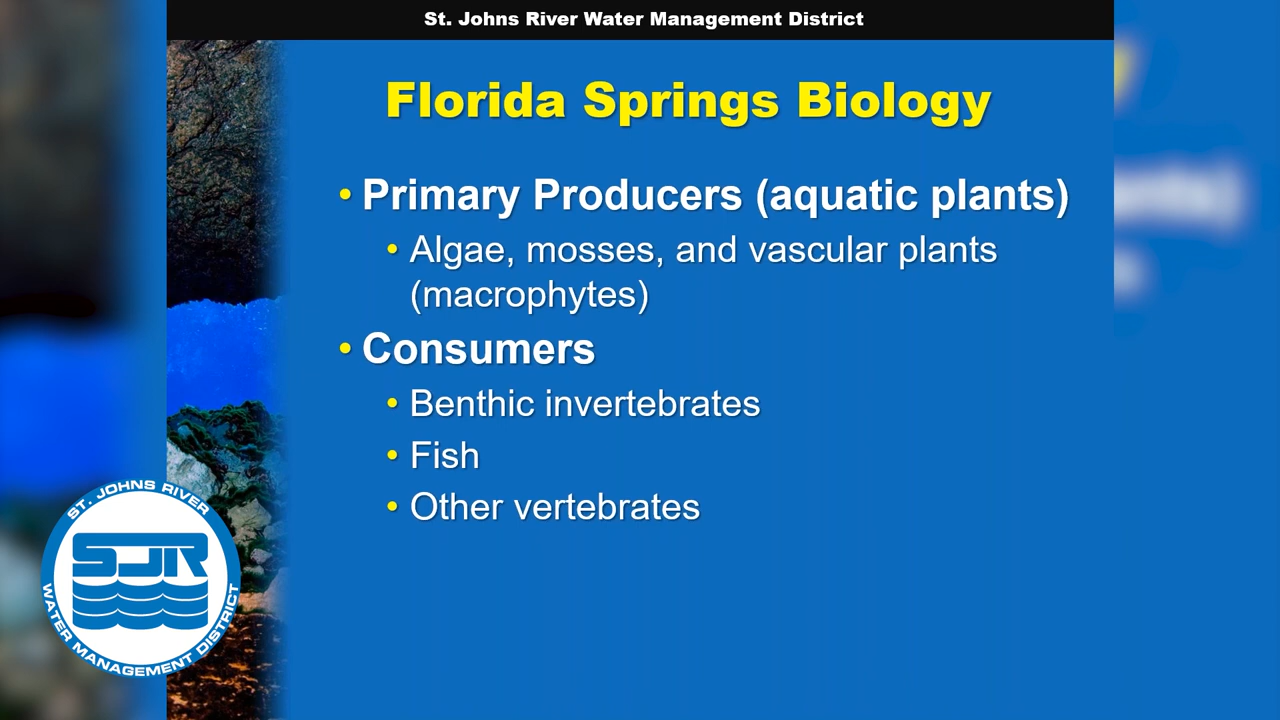 St. Johns River Water Management District
Florida Springs Biology
• Primary Producers (aquatic plants)
• Algae, mosses, and vascular plants
(macrophytes)
• Consumers
• Benthic invertebrates
• Fish
• Other vertebrates
ST. JOHNS RIVER
SJR
WATER MANAGEMENT DISTRICT